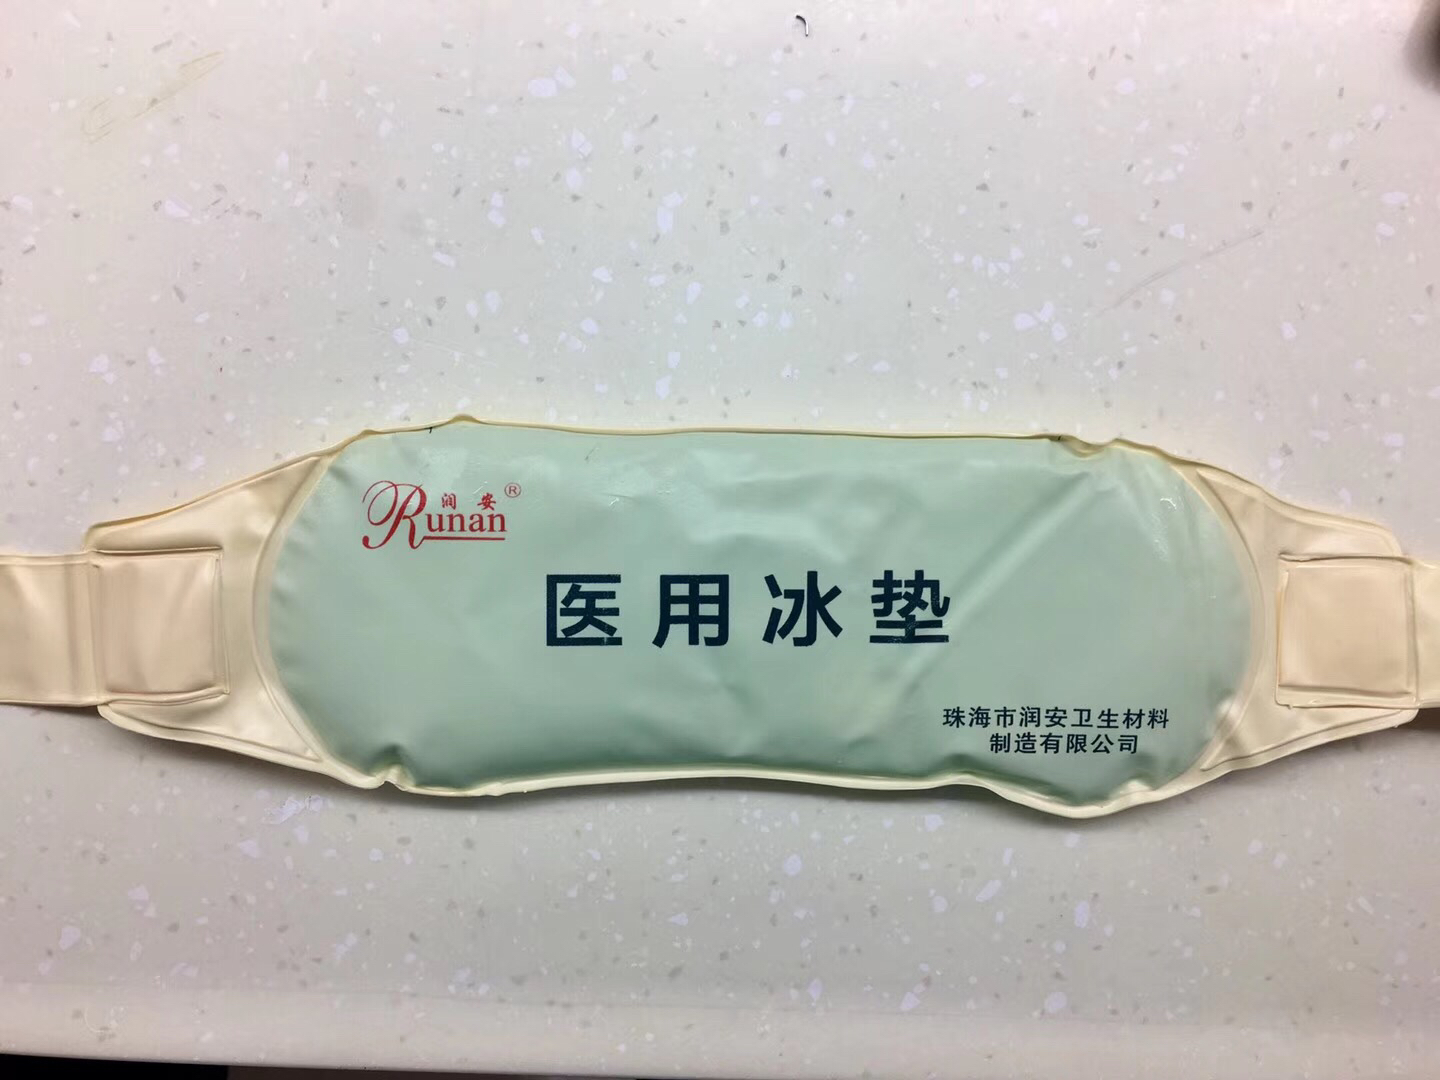 润安®
Runan
医用冰垫
珠海市润安卫生材料
制造有限公司